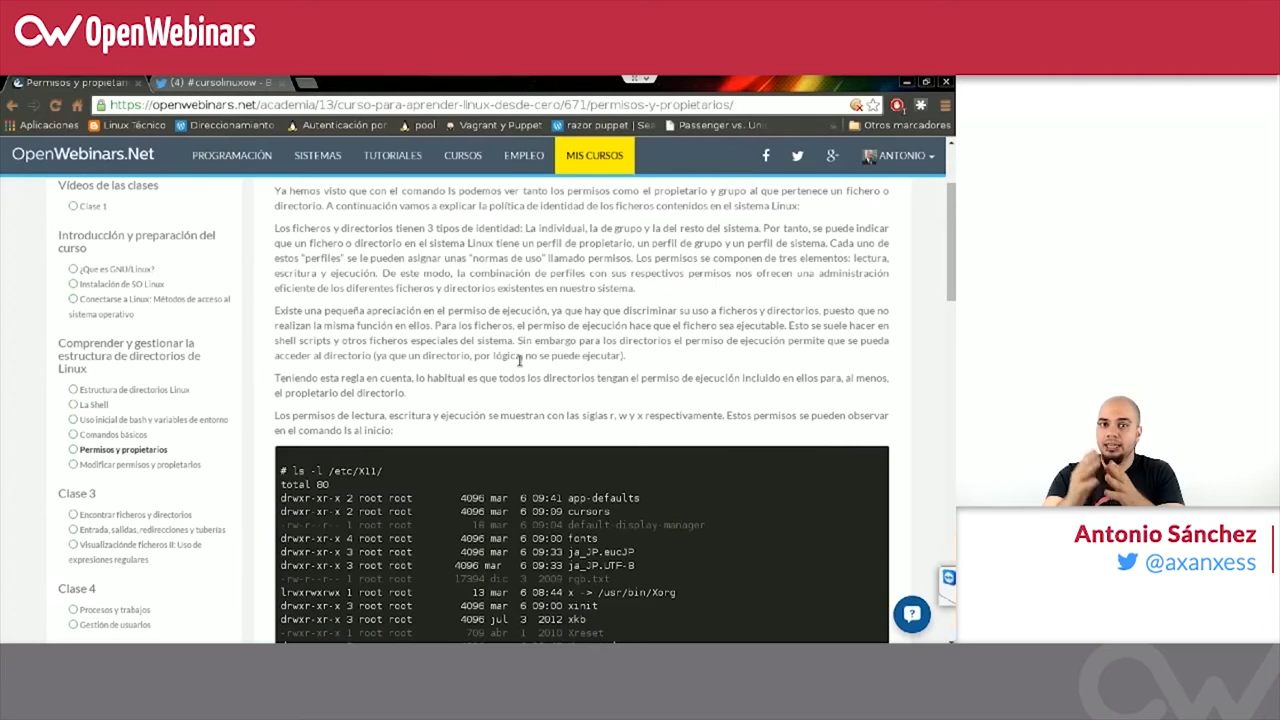 OpenWebinars
Permisos y propietari
(4) #cursolinuxow - B
https://openwebinars.net/academia/13/curso-para-aprender-linux-desde-cero/671/permisos-y-propietarios/
Aplicaciones
Linux Técnico
Direccionamiento
Autenticación por
pool
Vagrant y Puppet
razor puppet | Sea
Passenger vs. Un
Otros marcadores
OpenWebinars.Net
PROGRAMACIÓN
SISTEMAS
TUTORIALES
CURSOS
EMPLEO
MIS CURSOS
ANTONIO
Vídeos de las clases
Clase 1
Introducción y preparación del
curso
¿Que es GNU/Linux?
Instalación de SO Linux
Conectarse a Linux: Métodos de acceso al
sistema operativo
Comprender y gestionar la
estructura de directorios de
Linux
Estructura de directorios Linux
La Shell
Uso inicial de bash y variables de entorno
Comandos básicos
Permisos y propietarios
Modificar permisos y propietarios
Clase 3
Encontrar ficheros y directorios
Entrada, salidas, redirecciones y tuberías
Visualizaciónde ficheros II: Uso de
expresiones regulares
Clase 4
Procesos y trabajos
Gestión de usuarios
Ya hemos visto que con el comando ls podemos ver tanto los permisos como el propietario y grupo al que pertenece un fichero o
directorio. A continuación vamos a explicar la política de identidad de los ficheros contenidos en el sistema Linux:
Los ficheros y directorios tienen 3 tipos de identidad: La individual, la de grupo y la del resto del sistema. Por tanto, se puede indicar
que un fichero o directorio en el sistema Linux tiene un perfil de propietario, un perfil de grupo y un perfil de sistema. Cada uno de
estos "perfiles" se le pueden asignar unas "normas de uso" llamado permisos. Los permisos se componen de tres elementos: lectura,
escritura y ejecución. De este modo, la combinación de perfiles con sus respectivos permisos nos ofrecen una administración
eficiente de los diferentes ficheros y directorios existentes en nuestro sistema.
Existe una pequeña apreciación en el permiso de ejecución, ya que hay que discriminar su uso a ficheros y directorios, puesto que no
realizan la misma función en ellos. Para los ficheros, el permiso de ejecución hace que el fichero sea ejecutable. Esto se suele hacer en
shell scripts y otros ficheros especiales del sistema. Sin embargo para los directorios el permiso de ejecución permite que se pueda
acceder al directorio (ya que un directorio, por lógica no se puede ejecutar).
Teniendo esta regla en cuenta, lo habitual es que todos los directorios tengan el permiso de ejecución incluido en ellos para, al menos,
el propietario del directorio.
Los permisos de lectura, escritura y ejecución se muestran con las siglas r, w y x respectivamente. Estos permisos se pueden observar
en el comando ls al inicio:
# ls -l /etc/X11/
total 80
drwxr-xr-x 2 root root 4096 mar 6 09:41 app-defaults
drwxr-xr-x 2 root root 4096 mar 6 09:09 cursors
-rw-r--r-- 1 root root 18 mar 6 09:04 default-display-manager
drwxr-xr-x 4 root root 4096 mar 6 09:00 fonts
drwxr-xr-x 3 root root 4096 mar 6 09:33 ja_JP.eucJP
drwxr-xr-x 3 root root 4096 mar 6 09:33 ja_JP.UTF-8
-rw-r--r-- 1 root root 17394 dic 3 2009 rgb.txt
lrwxrwxrwx 1 root root 13 mar 6 08:44 x -> /usr/bin/Xorg
drwxr-xr-x 3 root root 4096 mar 6 09:00 xinit
drwxr-xr-x 3 root root 4096 jul 3 2012 xkb
-rwxr-xr-x 1 root root 709 abr 1 2010 Xreset
Antonio Sánchez
@axanxess